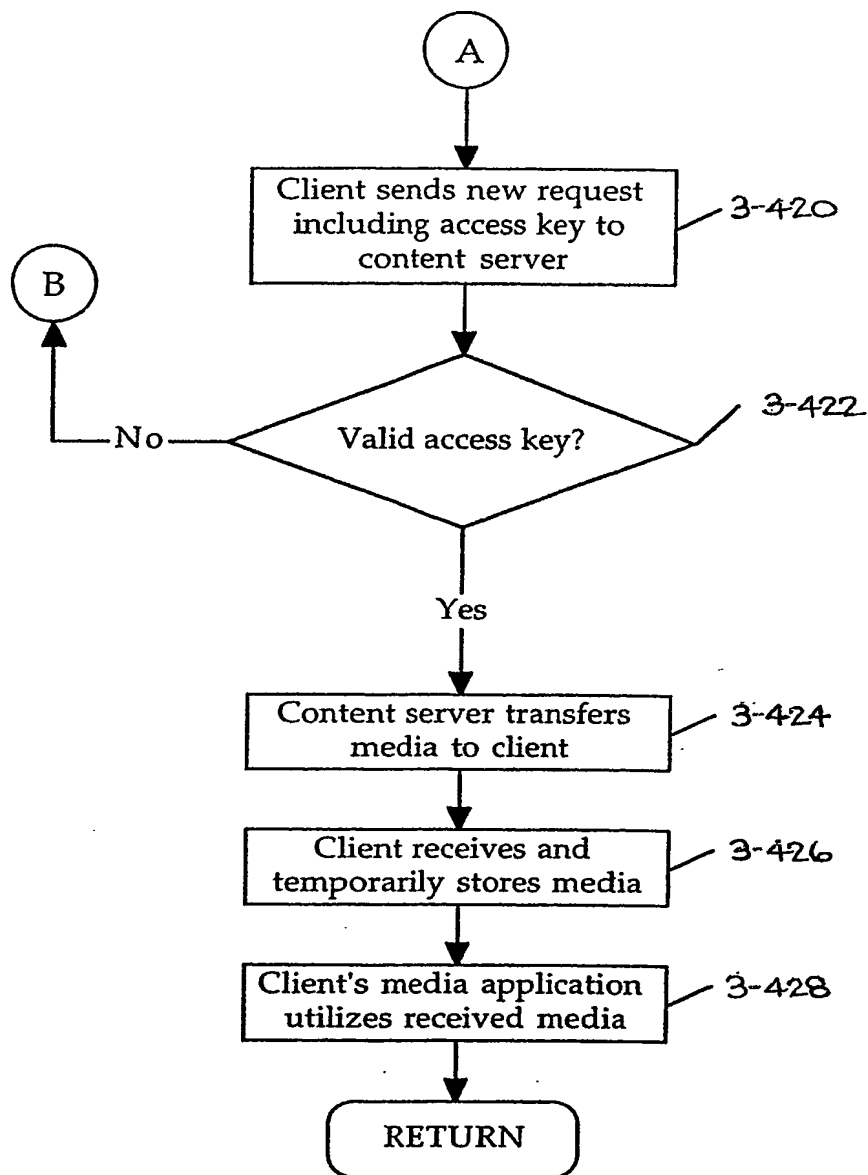 A
Client sends new request
including access key to
content server
3-420
B
Valid access key?
3-422
No
Yes
Content server transfers
media to client
3-424
Client receives and
temporarily stores media
3-426
Client's media application
utilizes received media
3-428
RETURN